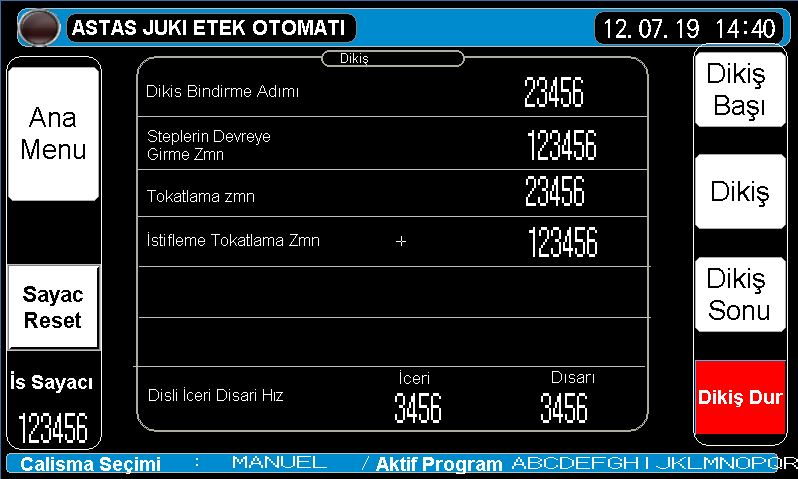 ASTAS JUKI ETEK OTOMATI
12.07.19 14:40
Dikiş
Ana
Menu
Sayac
Reset
İs Sayacı
123456
Dikis Bindirme Adımı 23456
Steplerin Devreye
Girme Zmn 123456
Tokatlama zmn 23456
İstifleme Tokatlama Zmn + 123456
İceri Dısarı
Disli İceri Disari Hız 3456 3456
Dikiş
Başı
Dikiş
Dikiş
Sonu
Dikiş Dur
Calisma Seçimi : MANUEL / Aktif Program ABCDEFGHIJKLMNOPQR